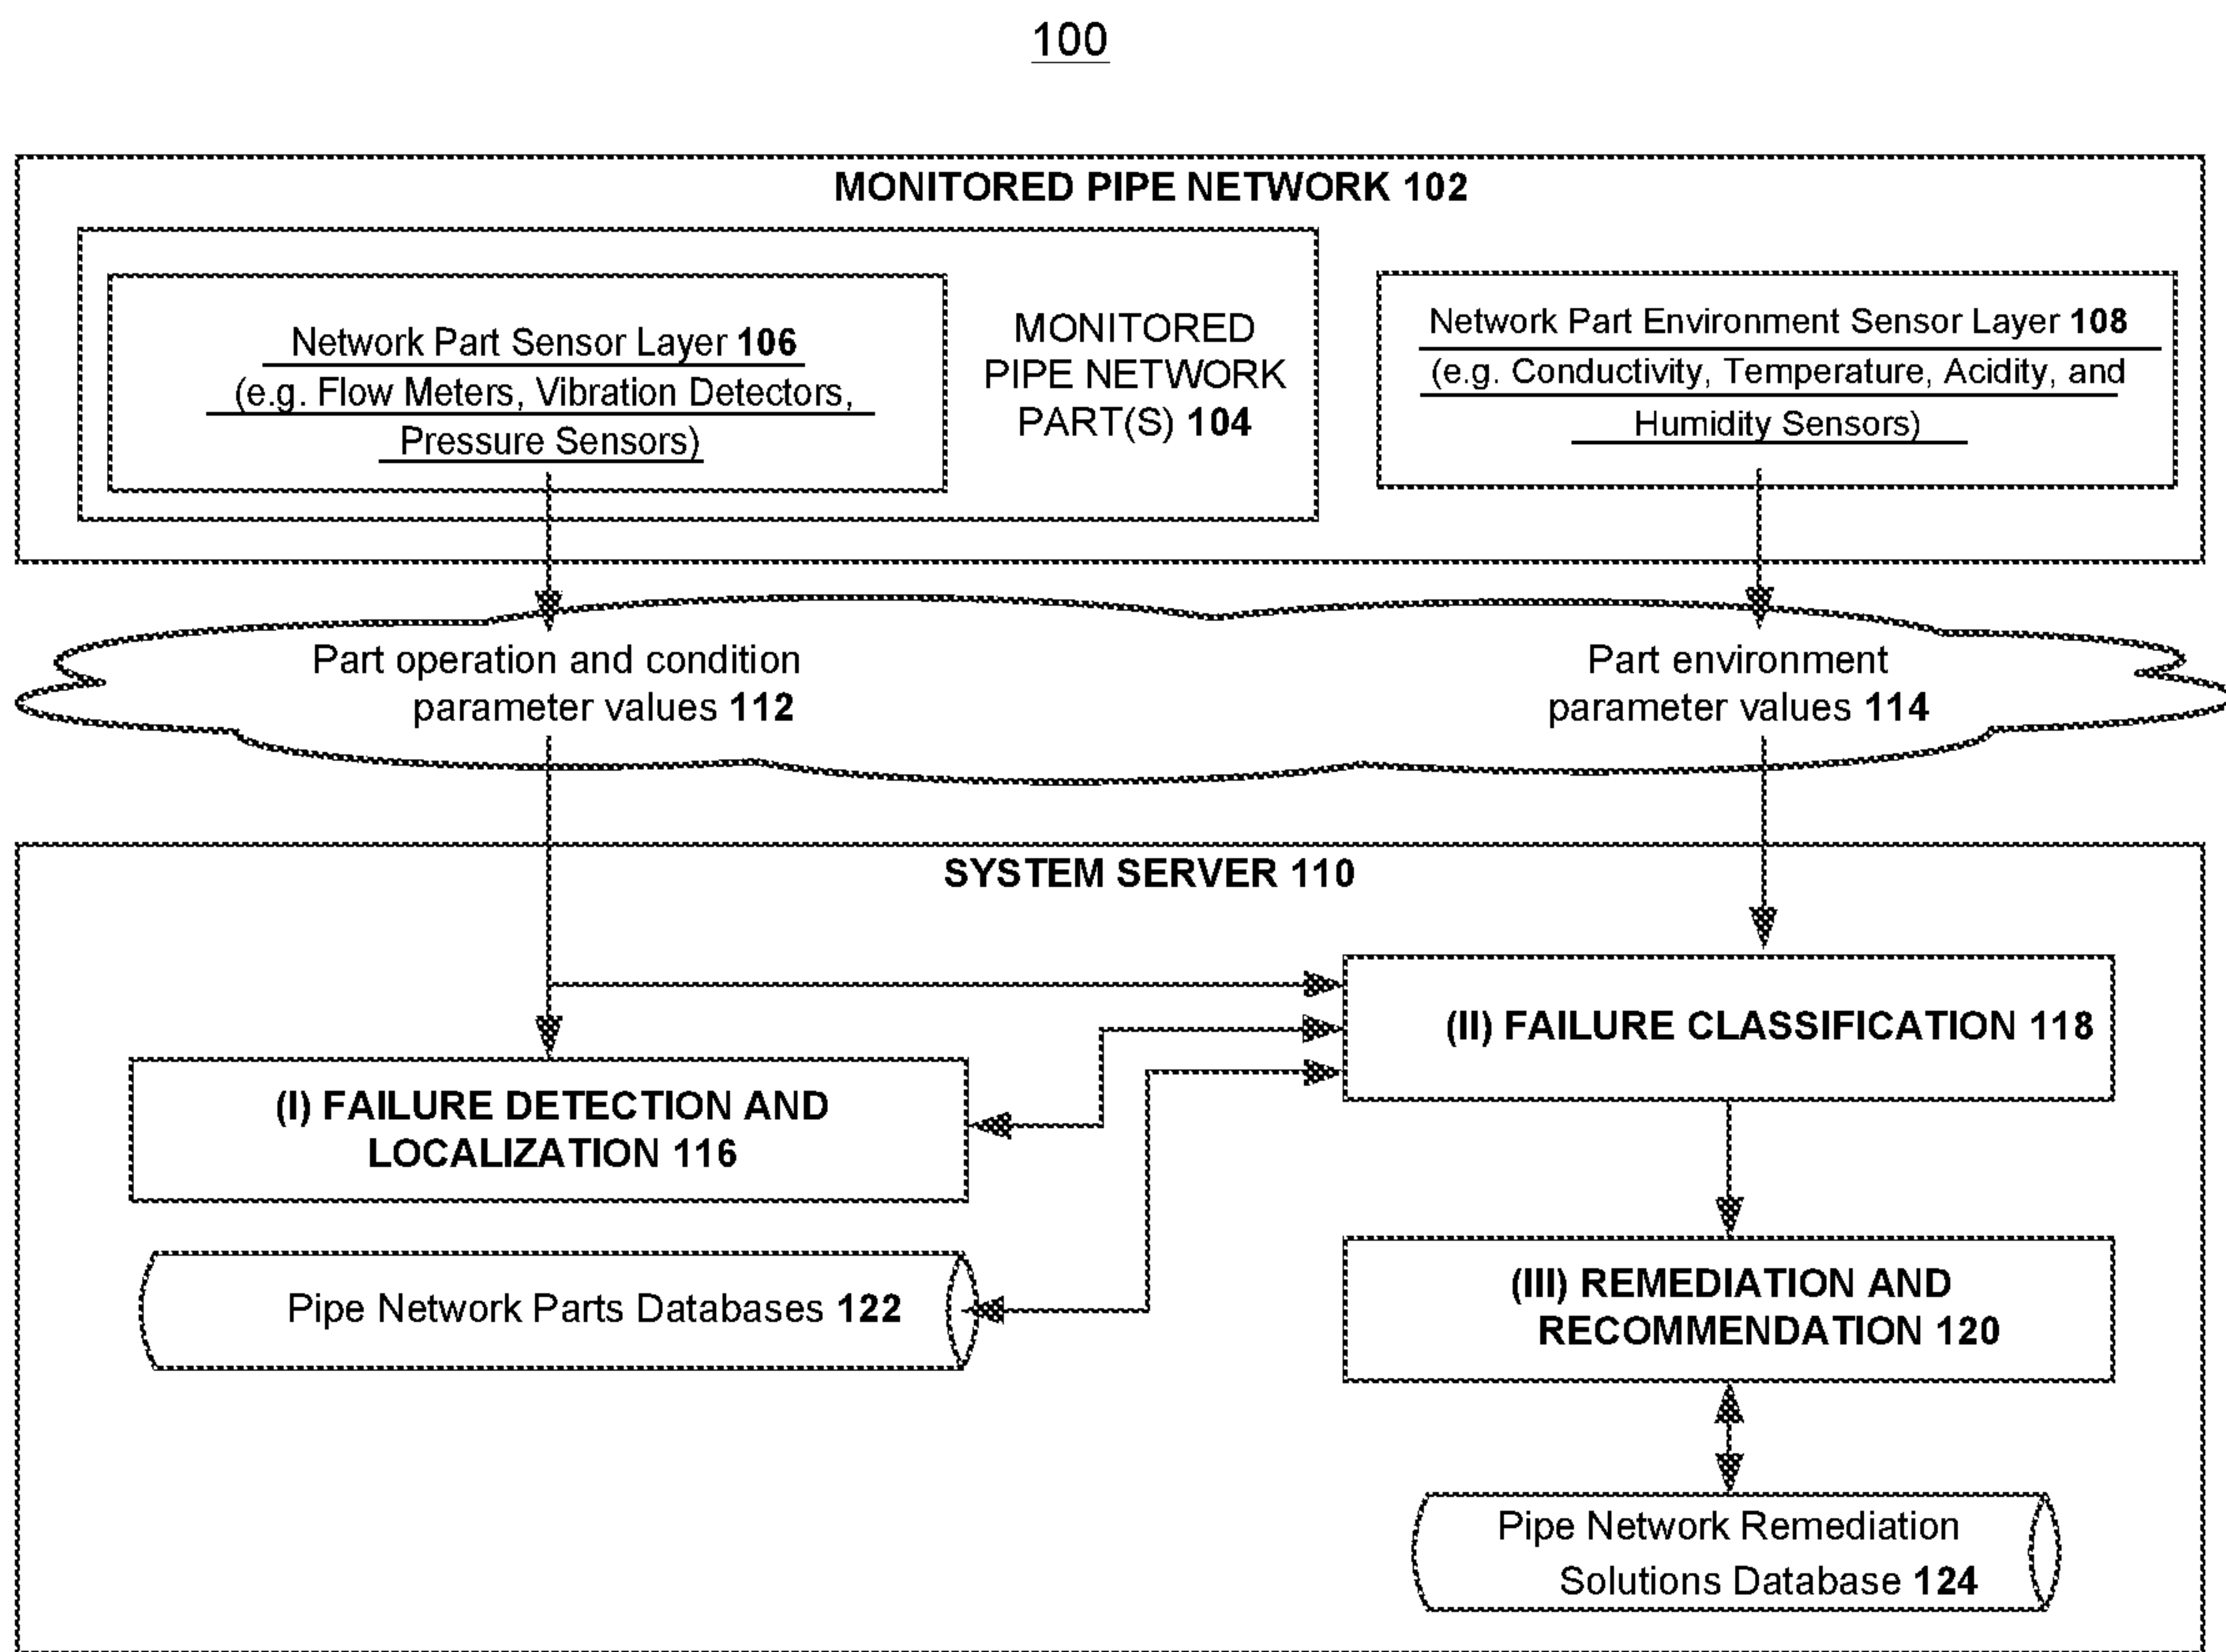 100
MONITORED PIPE NETWORK 102
Network Part Sensor Layer 106
(e.g. Flow Meters, Vibration Detectors,
Pressure Sensors)
MONITORED
PIPE NETWORK
PART(S) 104
Network Part Environment Sensor Layer 108
(e.g. Conductivity, Temperature, Acidity, and
Humidity Sensors)
Part operation and condition
parameter values 112
Part environment
parameter values 114
SYSTEM SERVER 110
(I) FAILURE DETECTION AND
LOCALIZATION 116
(II) FAILURE CLASSIFICATION 118
Pipe Network Parts Databases 122
(III) REMEDIATION AND
RECOMMENDATION 120
Pipe Network Remediation
Solutions Database 124